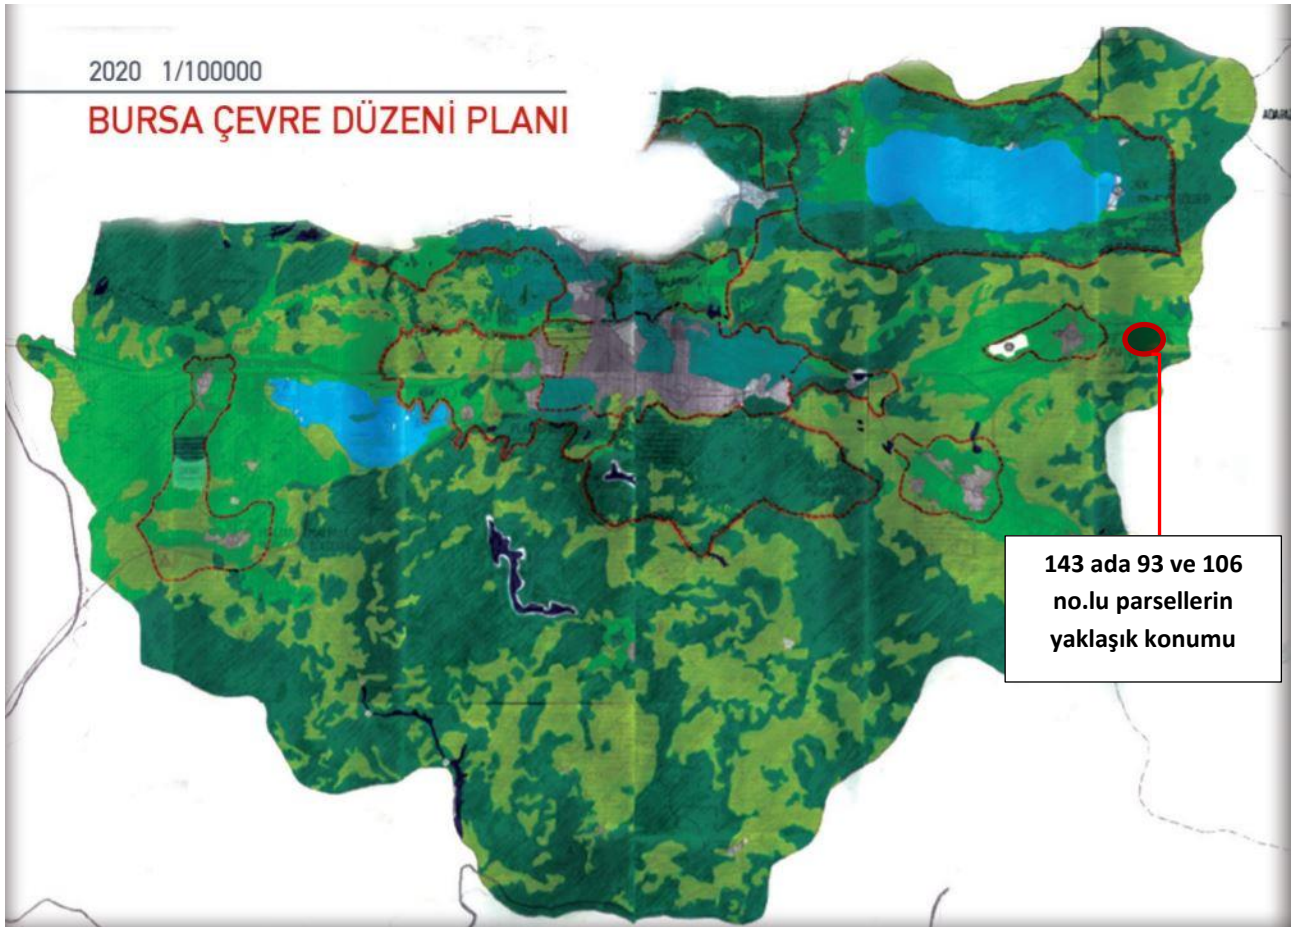 2020 1/100000
BURSA ÇEVRE DÜZENİ PLANI
143 ada 93 ve 106
no.lu parsellerin
yaklaşık konumu